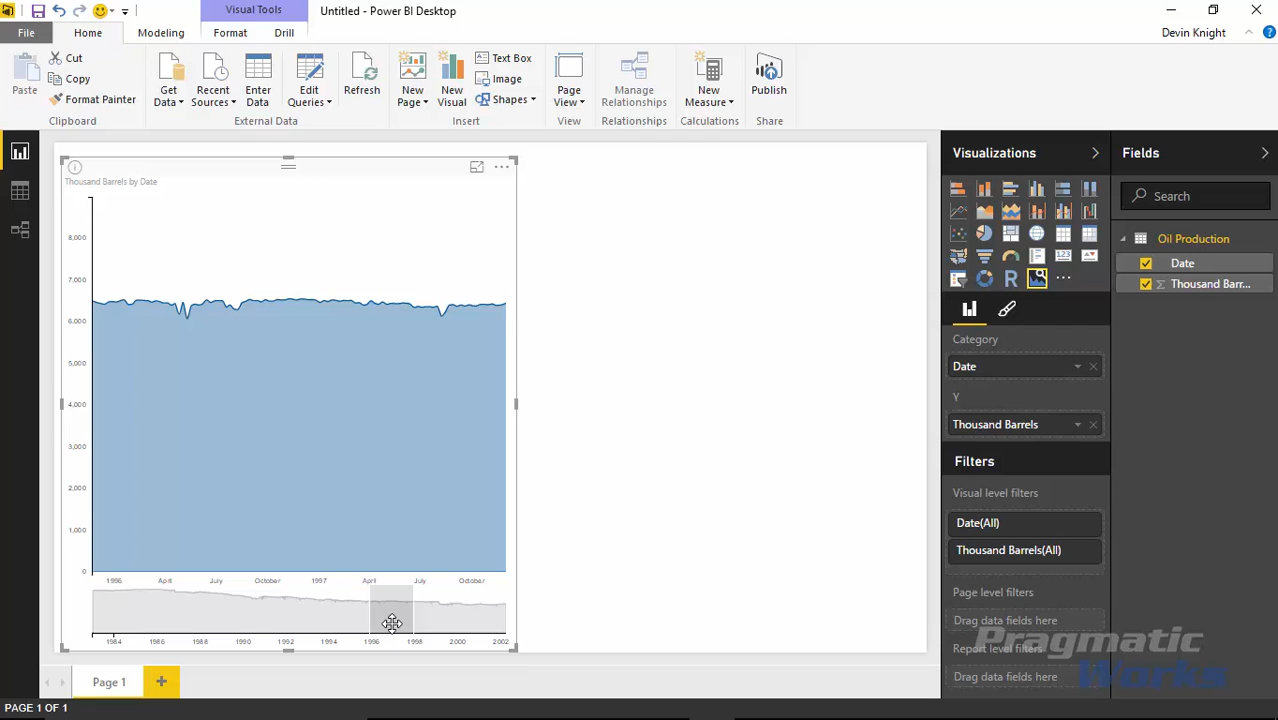 Visual Tools
Untitled - Power BI Desktop
File
Home
Modeling
Format
Drill
Devin Knight
Paste
Cut
Copy
Format Painter
Clipboard
Get Data
Recent Sources
Enter Data
Edit Queries
Refresh
External Data
New Page
New Visual
Text Box
Image
Shapes
Insert
Page View
View
Manage Relationships
Relationships
New Measure
Calculations
Publish
Share
Thousand Barrels by Date
8,000
7,000
6,000
5,000
4,000
3,000
2,000
1,000
0
1996 April July October 1997 April July October
1984 1986 1988 1990 1992 1994 1996 1998 2000 2002
Visualizations
R
123
Category
Date
Y
Thousand Barrels
Filters
Visual level filters
Date(All)
Thousand Barrels(All)
Page level filters
Drag data fields here
Report level filters
Drag data fields here
Fields
Search
Oil Production
Date
Σ Thousand Barr...
Pragmatic
Works
Page 1
PAGE 1 OF 1